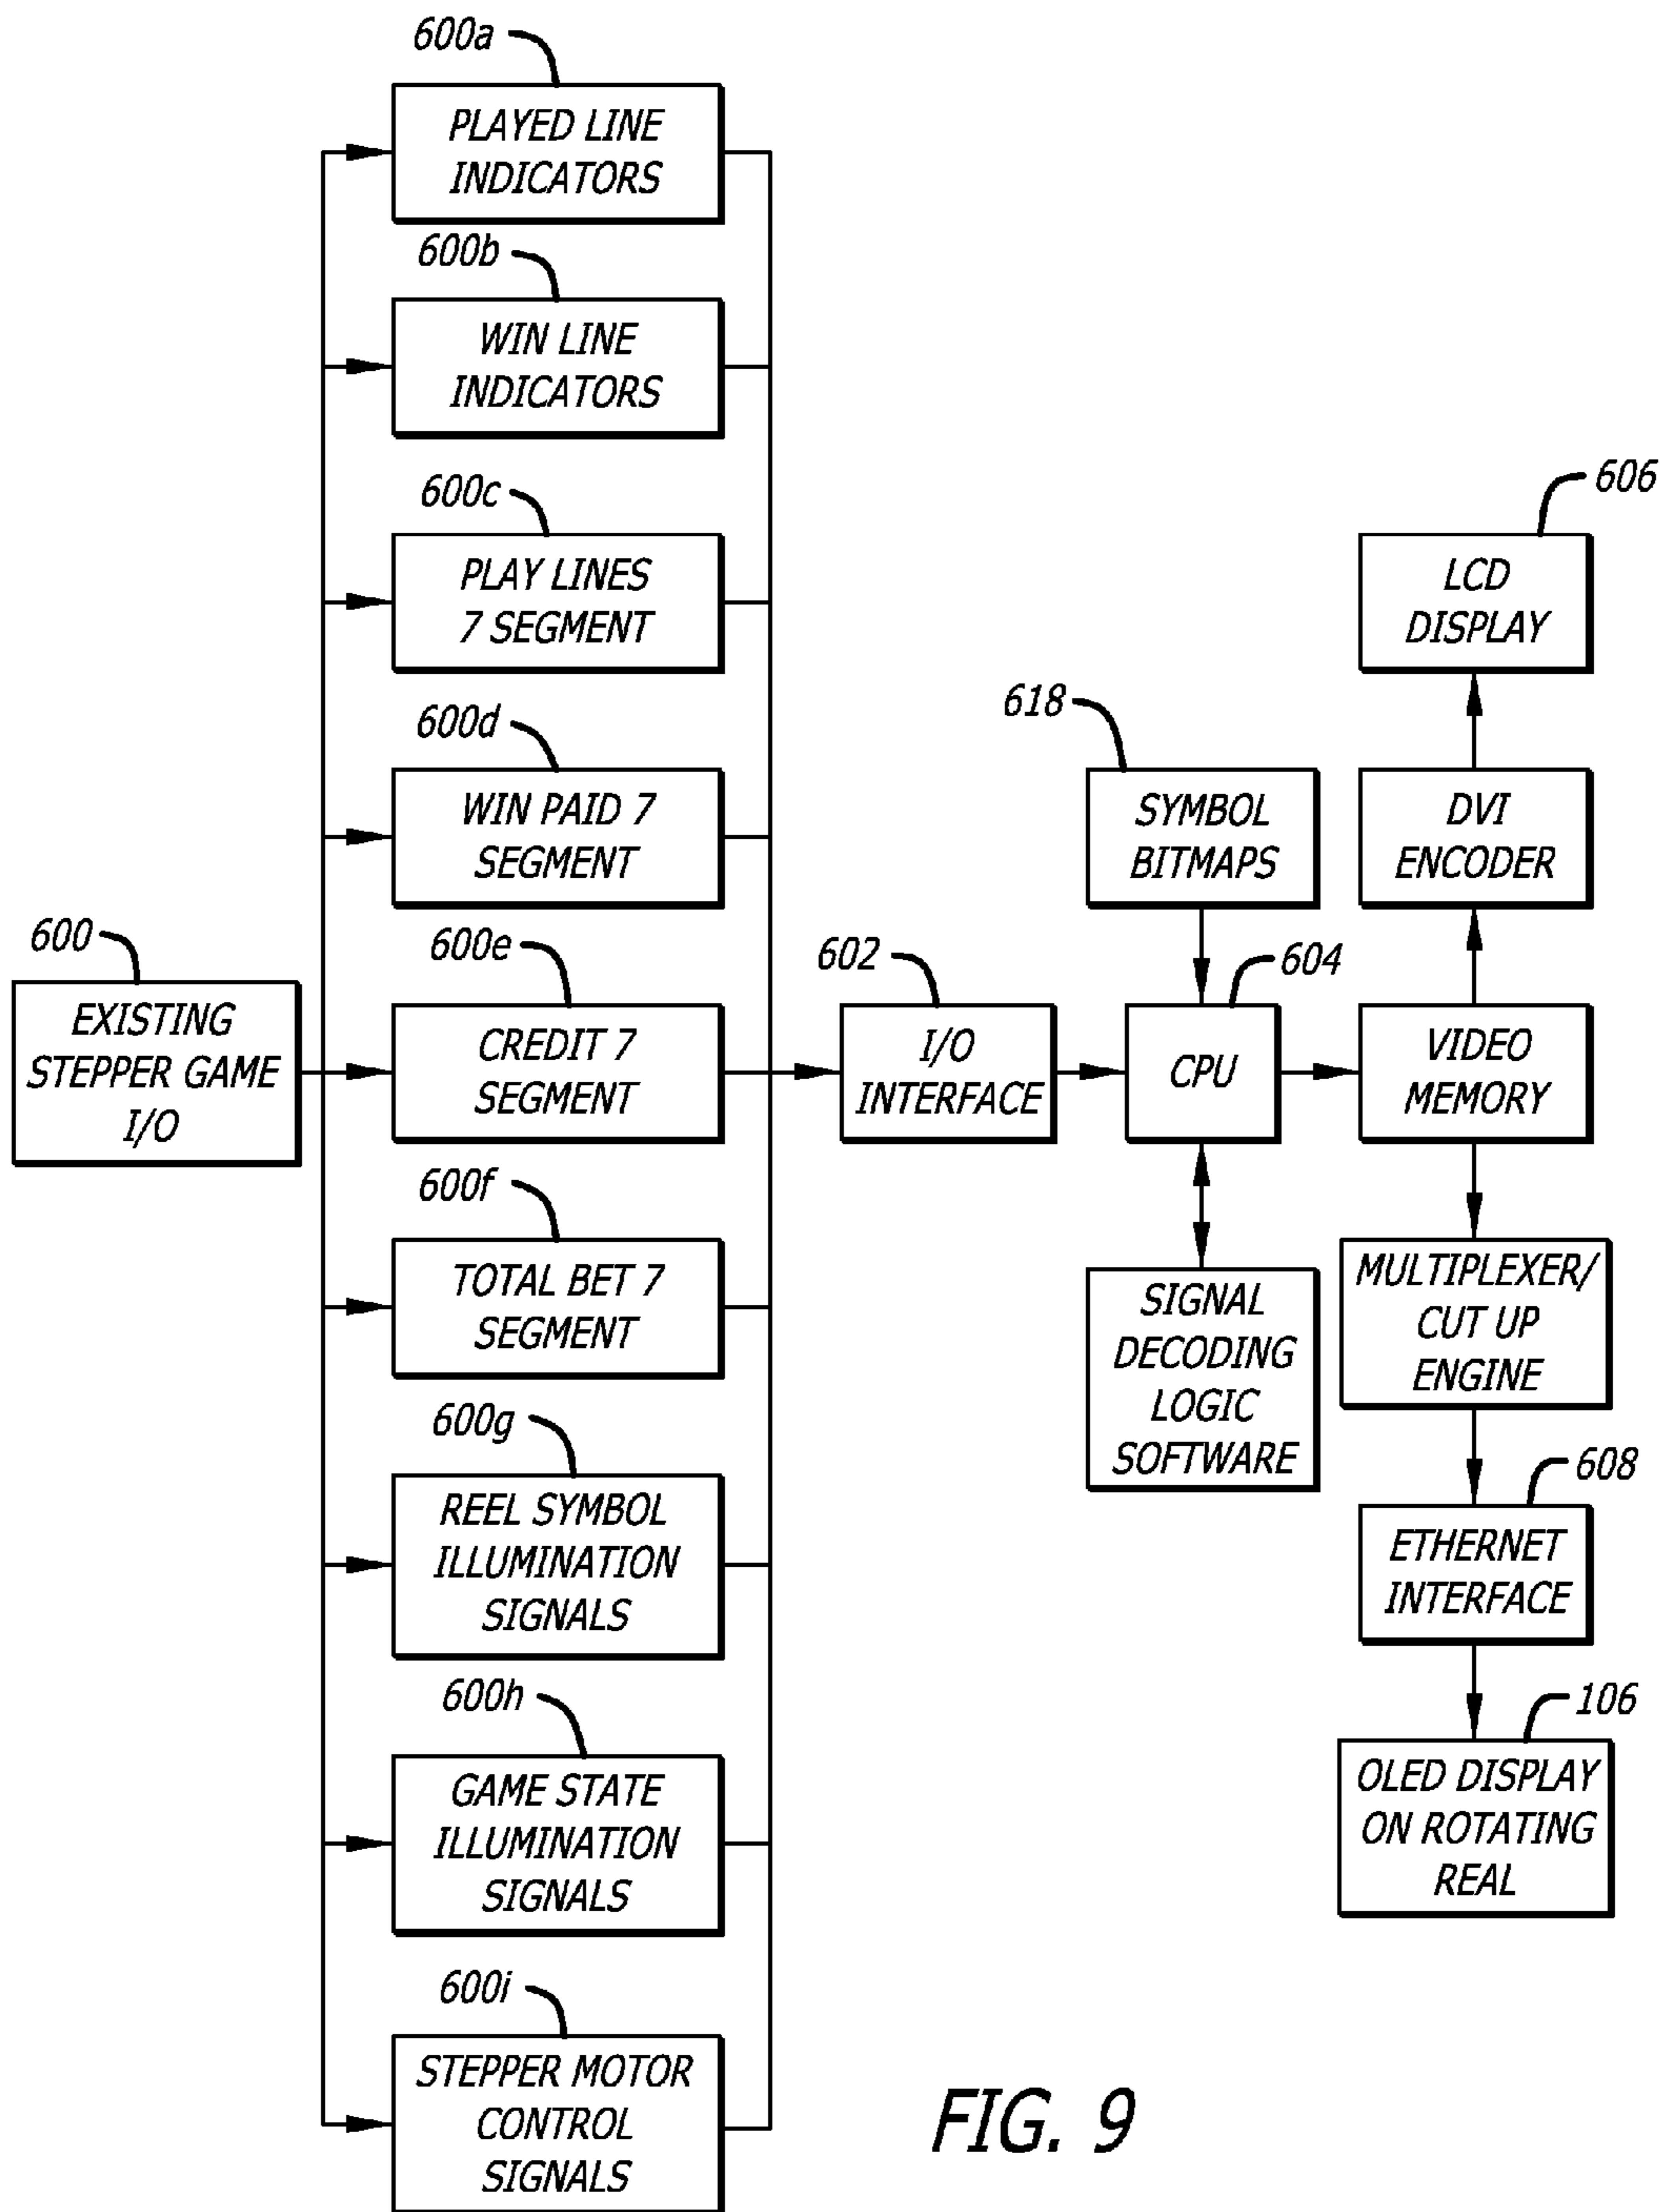 600a
PLAYED LINE
INDICATORS
600b
WIN LINE
INDICATORS
600c
PLAY LINES
7 SEGMENT
600d
WIN PAID 7
SEGMENT
600
EXISTING
STEPPER GAME
I/O
600e
CREDIT 7
SEGMENT
600f
TOTAL BET 7
SEGMENT
600g
REEL SYMBOL
ILLUMINATION
SIGNALS
600h
GAME STATE
ILLUMINATION
SIGNALS
600i
STEPPER MOTOR
CONTROL
SIGNALS
602
I/O
INTERFACE
618
SYMBOL
BITMAPS
604
CPU
SIGNAL
DECODING
LOGIC
SOFTWARE
606
LCD
DISPLAY
DVI
ENCODER
VIDEO
MEMORY
MULTIPLEXER/
CUT UP
ENGINE
608
ETHERNET
INTERFACE
106
OLED DISPLAY
ON ROTATING
REAL
FIG. 9